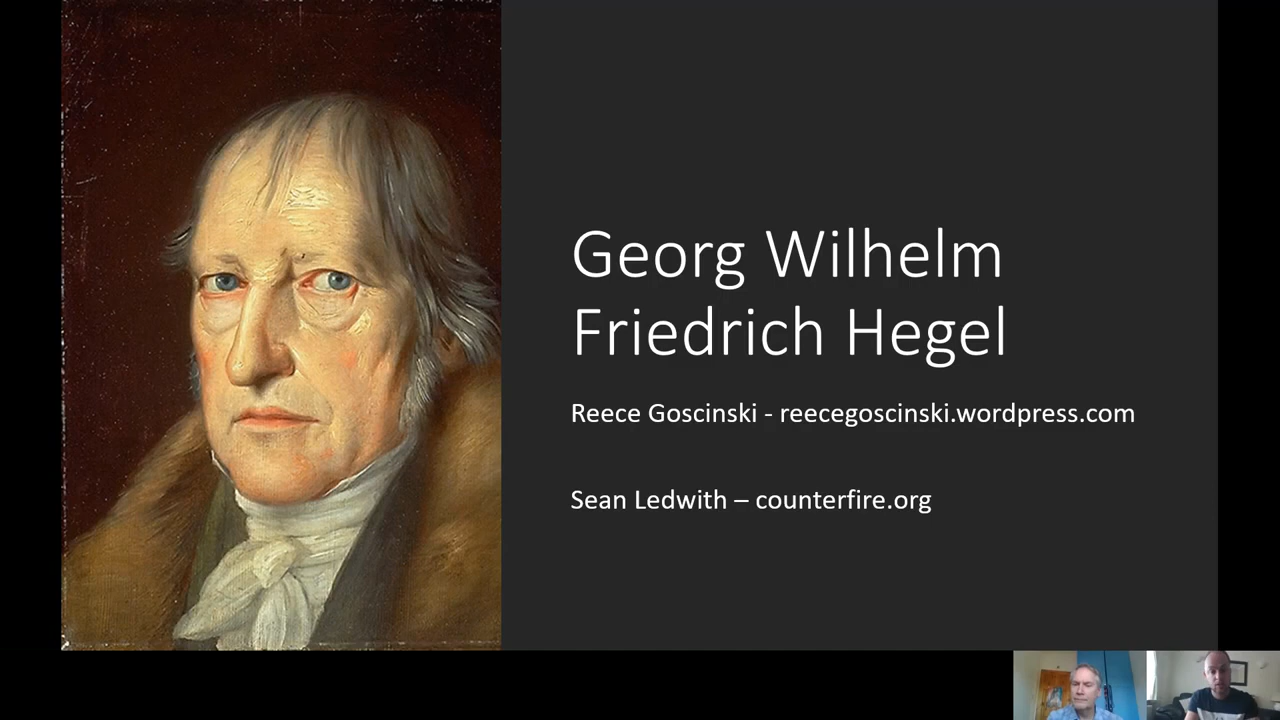 Georg Wilhelm
Friedrich Hegel
Reece Goscinski - reecegoscinski.wordpress.com
Sean Ledwith – counterfire.org